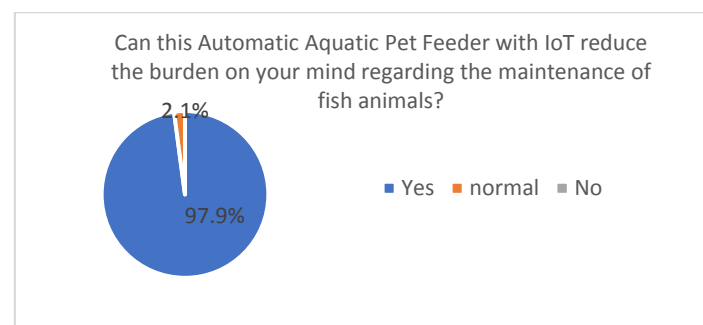 Can this Automatic Aquatic Pet Feeder with IoT reduce
the burden on your mind regarding the maintenance of
fish animals?
2.1%
97.9%
Yes normal No